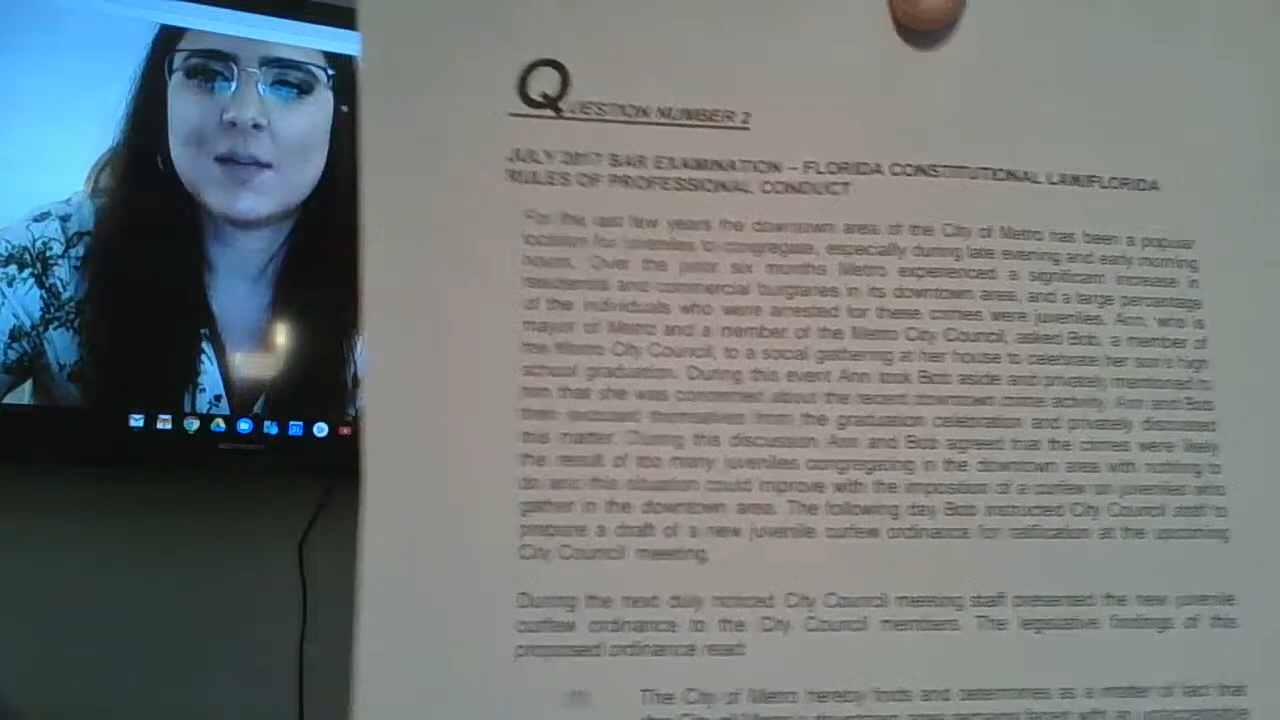 QUESTION NUMBER 2
JULY 2017 BAR EXAMINATION – FLORIDA CONSTITUTIONAL LAW/FLORIDA
RULES OF PROFESSIONAL CONDUCT
For the last few years the downtown area of the City of Metro has been a popular
location for juveniles to congregate, especially during late evening and early morning
hours. Over the prior six months Metro experienced a significant increase in
residential and commercial burglaries in its downtown area, and a large percentage
of the individuals who were arrested for these crimes were juveniles. Ann, who is
mayor of Metro and a member of the Metro City Council, asked Bob, a member of
the Metro City Council, to a social gathering at her house to celebrate her son's high
school graduation. During this event Ann took Bob aside and privately mentioned to
him that she was concerned about the recent downtown crime activity. Ann and Bob
then excused themselves from the graduation celebration and privately discussed
this matter. During this discussion Ann and Bob agreed that the crimes were likely
the result of too many juveniles congregating in the downtown area with nothing to
do and this situation could improve with the imposition of a curfew on juveniles who
gather in the downtown area. The following day Bob instructed City Council staff to
prepare a draft of a new juvenile curfew ordinance for ratification at the upcoming
City Council meeting.
During the next duly noticed City Council meeting staff presented the new juvenile
curfew ordinance to the City Council members. The legislative findings of this
proposed ordinance read:
(1) The City of Metro hereby finds and determines as a matter of fact that